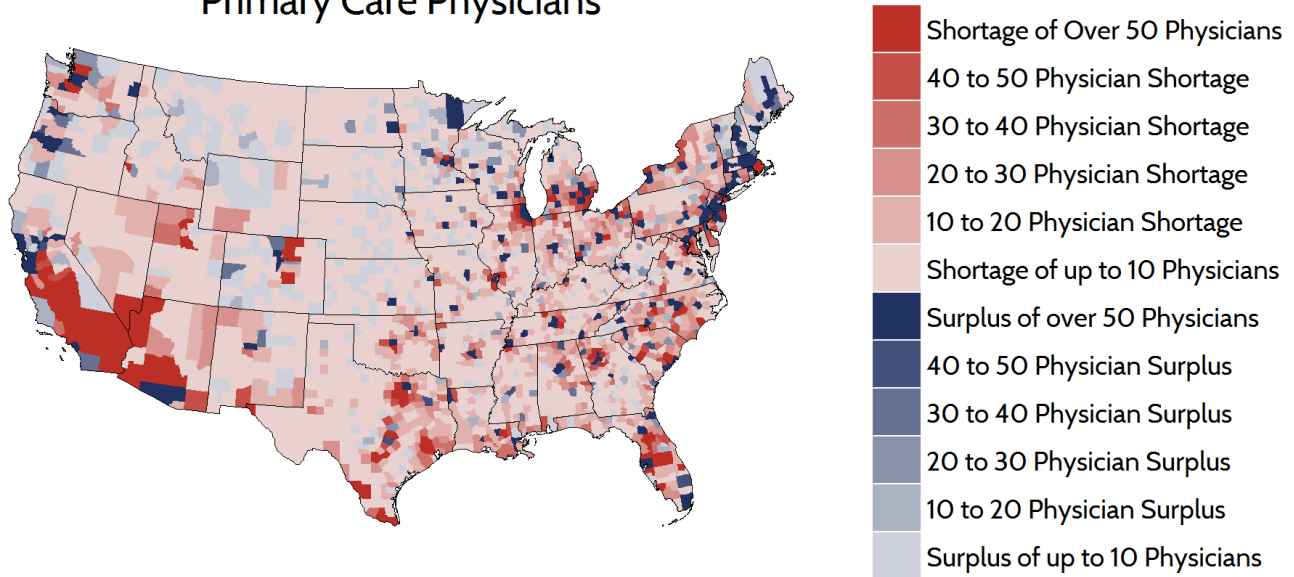 Primary Care Physicians
Shortage of Over 50 Physicians
40 to 50 Physician Shortage
30 to 40 Physician Shortage
20 to 30 Physician Shortage
10 to 20 Physician Shortage
Shortage of up to 10 Physicians
Surplus of over 50 Physicians
40 to 50 Physician Surplus
30 to 40 Physician Surplus
20 to 30 Physician Surplus
10 to 20 Physician Surplus
Surplus of up to 10 Physicians